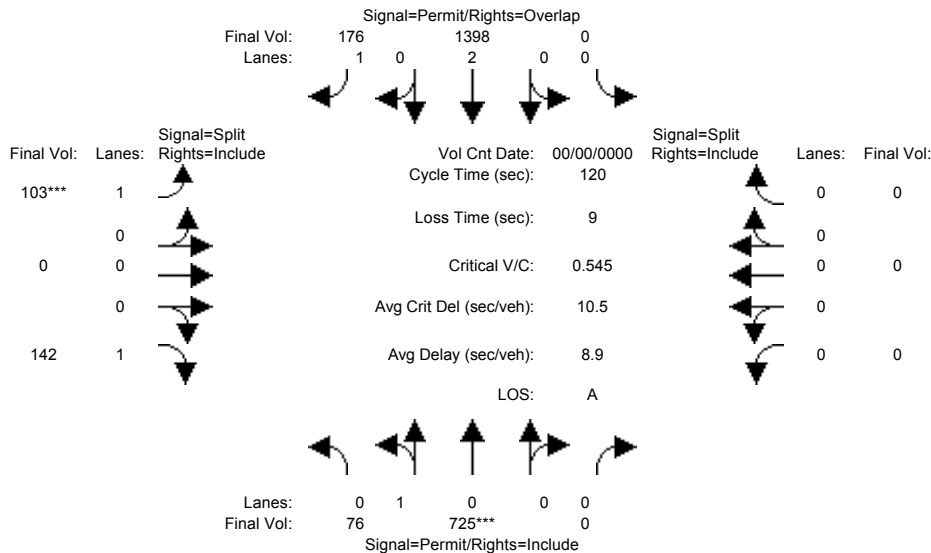 Signal=Permit/Rights=Overlap
Final Vol: 176 1398 0
Lanes: 1 0 2 0 0
Signal=Split Signal=Split
Final Vol: Lanes: Rights=Include Vol Cnt Date: 00/00/0000 Rights=Include Lanes: Final Vol:
Cycle Time (sec): 120
103*** 1 0 0
Loss Time (sec): 9
0 0
0 0 Critical V/C: 0.545 0 0
0 Avg Crit Del (sec/veh): 10.5 0
142 1 Avg Delay (sec/veh): 8.9 0 0
LOS: A
Lanes: 0 1 0 0 0
Final Vol: 76 725*** 0
Signal=Permit/Rights=Include